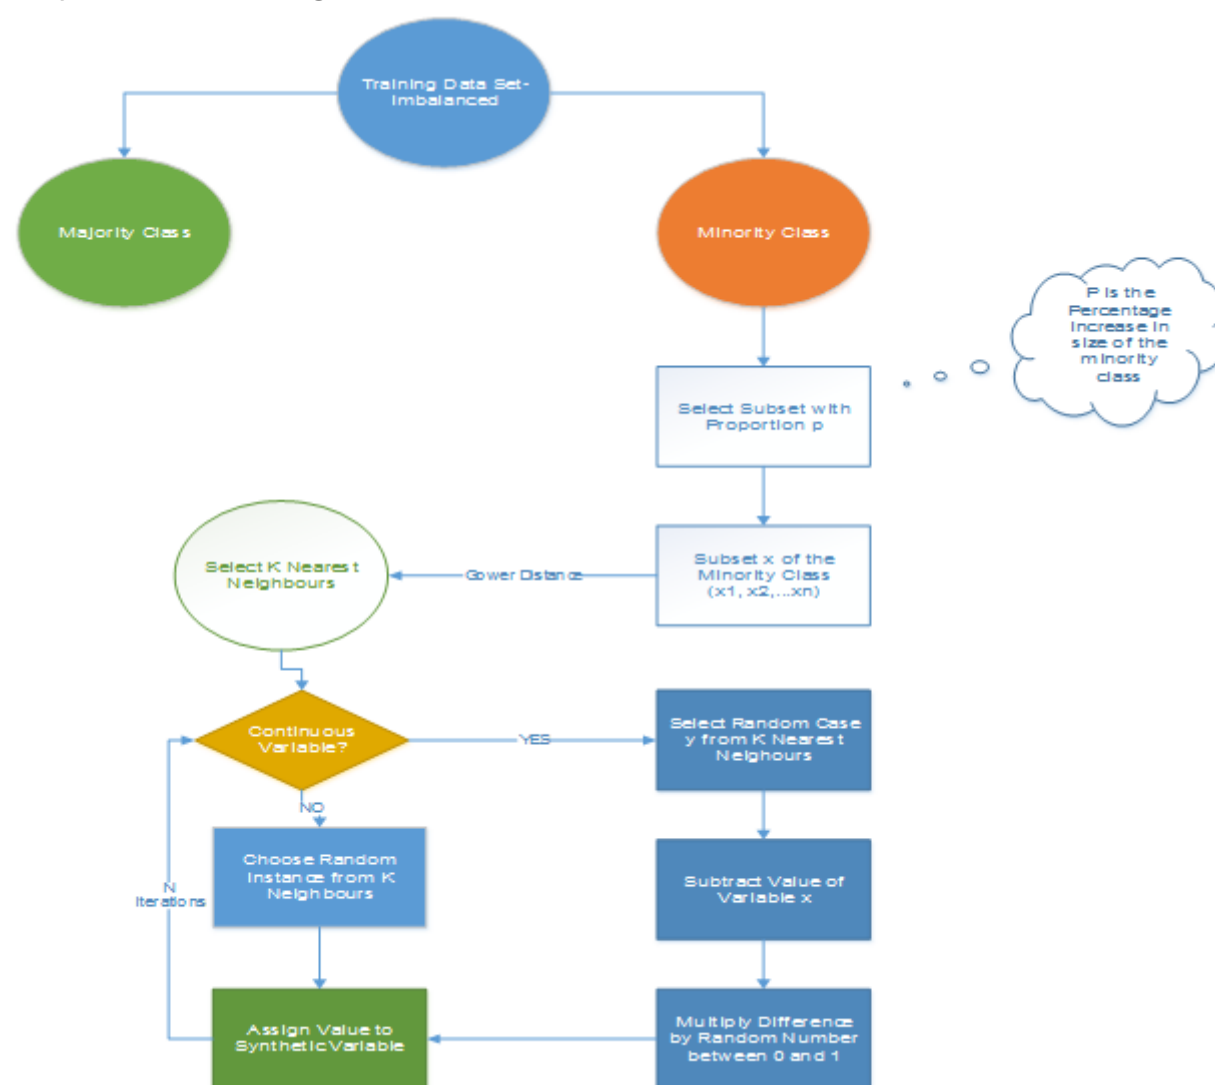 Training Data Set-
Imbalanced
Majority Class
Minority Class
P is the
Percentage
Increase in
size of the
minority
class
Select Subset with
Proportion p
Subset x of the
Minority Class
(x1, x2,...xn)
Gower Distance
Select K Nearest
Neighbours
Continuous
Variable?
YES
Select Random Case
y from K Nearest
Neighours
NO
Choose Random
Instance from K
Neighbours
Subtract Value of
Variable x
N
Iterations
Assign Value to
Synthetic Variable
Multiply Difference
by Random Number
between 0 and 1